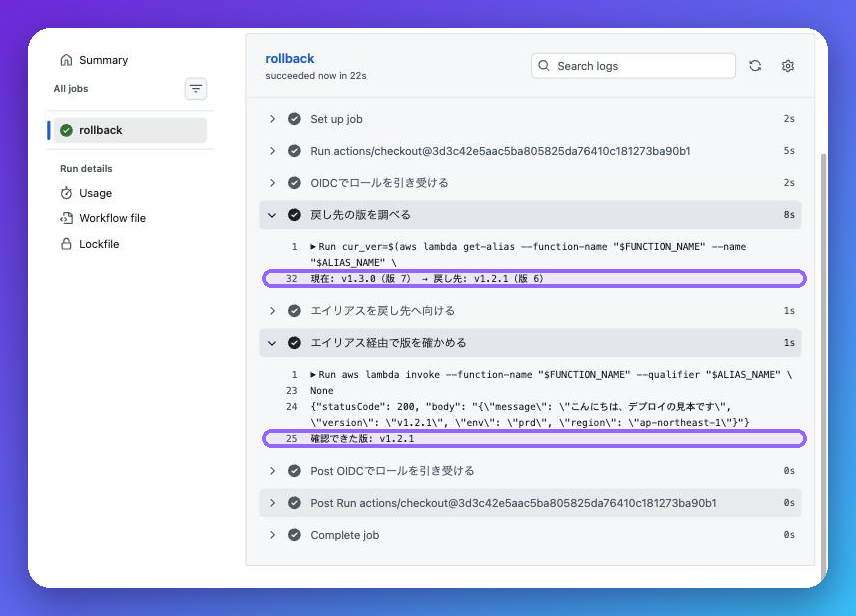 Summary
All jobs
rollback
Run details
Usage
Workflow file
Lockfile
rollback
succeeded now in 22s
Search logs
Set up job 2s
Run actions/checkout@3d3c42e5aac5ba805825da76410c181273ba90b1 5s
OIDCでロールを引き受ける 2s
戻し先の版を調べる 8s
1 ▶Run cur_ver=$(aws lambda get-alias --function-name "$FUNCTION_NAME" --name
"$ALIAS_NAME" \
32 現在: v1.3.0（版 7） → 戻し先: v1.2.1（版 6）
エイリアスを戻し先へ向ける 1s
エイリアス経由で版を確かめる 1s
1 ▶Run aws lambda invoke --function-name "$FUNCTION_NAME" --qualifier "$ALIAS_NAME" \
23 None
24 {"statusCode": 200, "body": "{\"message\": \"こんにちは、デプロイの見本です\",
\"version\": \"v1.2.1\", \"env\": \"prd\", \"region\": \"ap-northeast-1\"}"}
25 確認できた版: v1.2.1
Post OIDCでロールを引き受ける 0s
Post Run actions/checkout@3d3c42e5aac5ba805825da76410c181273ba90b1 0s
Complete job 0s